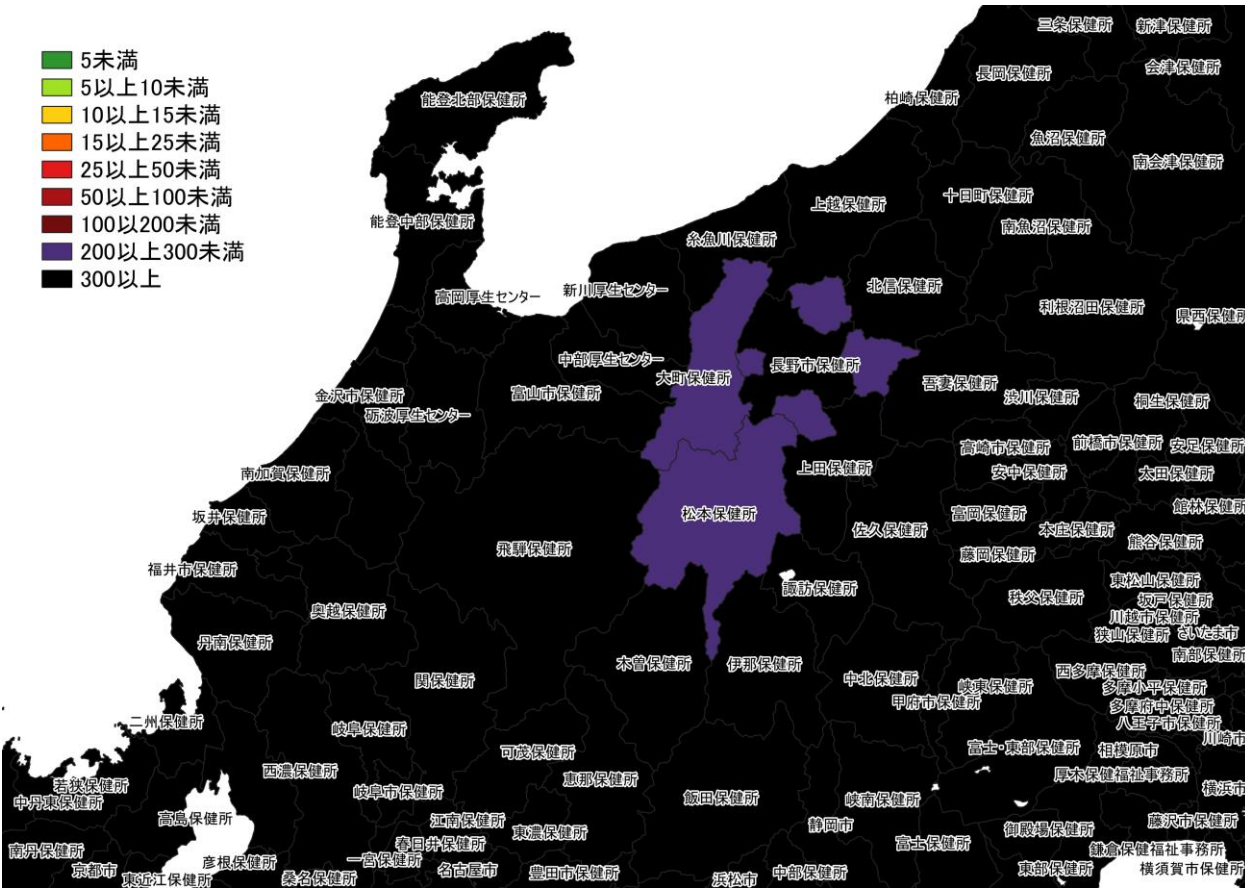 5未満
5以上10未満
10以上15未満
15以上25未満
25以上50未満
50以上100未満
100以200未満
200以上300未満
300以上
三条保健所
新津保健所
長岡保健所
会津保健所
柏崎保健所
能登北部保健所
魚沼保健所
南会津保健所
十日町保健所
上越保健所
能登中部保健所
南魚沼保健所
糸魚川保健所
北信保健所
新川厚生センター
高岡厚生センター
利根沼田保健所
県西保健所
中部厚生センター
長野市保健所
大町保健所
吾妻保健所
富山市保健所
金沢市保健所
渋川保健所
桐生保健所
砺波厚生センター
高崎市保健所
前橋市保健所
安足保健所
上田保健所
安中保健所
太田保健所
南加賀保健所
館林保健所
坂井保健所
松本保健所
富岡保健所
佐久保健所
本庄保健所
熊谷保健所
飛騨保健所
藤岡保健所
福井市保健所
東松山保健所
諏訪保健所
秩父保健所
坂戸保健所
奥越保健所
川越市保健所
狭山保健所
さいたま市
丹南保健所
南部保健所
木曽保健所
伊那保健所
西多摩保健所
関保健所
中北保健所
峡東保健所
多摩小平保健所
甲府市保健所
多摩府中保健所
二州保健所
八王子市保健所
岐阜保健所
川崎市
富士・東部保健所
相模原市
可茂保健所
西濃保健所
恵那保健所
厚木保健福祉事務所
若狭保健所
横浜市
岐阜市保健所
飯田保健所
峡南保健所
中丹東保健所
高島保健所
江南保健所
藤沢市保健所
静岡市
御殿場保健所
東濃保健所
春日井保健所
富士保健所
南丹保健所
鎌倉保健福祉事務所
一宮保健所
彦根保健所
京都市
名古屋市
豊田市保健所
中部保健所
東部保健所
横須賀市保健所
東近江保健所
桑名保健所
浜松市